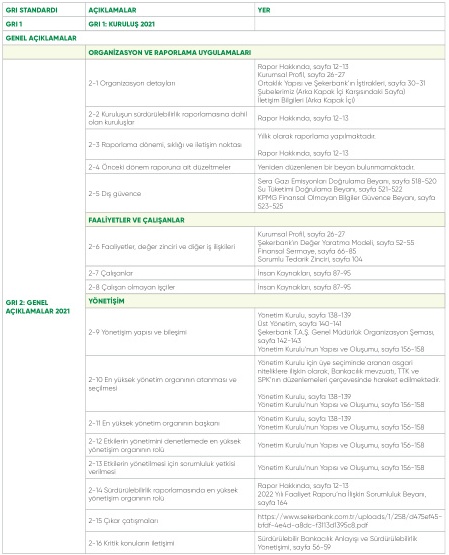 GRI STANDARDI AÇIKLAMALAR YER
GRI 1 GRI 1: KURULUŞ 2021
GENEL AÇIKLAMALAR
ORGANİZASYON VE RAPORLAMA UYGULAMALARI
2-1 Organizasyon detayları
Rapor Hakkında, sayfa 12-13
Kurumsal Profil, sayfa 26-27
Ortaklık Yapısı ve Şekerbank'ın İştirakleri, sayfa 30-31
Şubelerimiz (Arka Kapak İçi Karşısındaki Sayfa)
İletişim Bilgileri (Arka Kapak İçi)
2-2 Kuruluşun sürdürülebilirlik raporlamasına dahil
olan kuruluşlar
Rapor Hakkında, sayfa 12-13
2-3 Raporlama dönemi, sıklığı ve iletişim noktası
Yıllık olarak raporlama yapılmaktadır.
Rapor Hakkında, sayfa 12-13
2-4 Önceki dönem raporuna ait düzeltmeler
Yeniden düzenlenen bir beyan bulunmamaktadır.
2-5 Dış güvence
Sera Gazı Emisyonları Doğrulama Beyanı, sayfa 518-520
Su Tüketimi Doğrulama Beyanı, sayfa 521-522
KPMG Finansal Olmayan Bilgiler Güvence Beyanı, sayfa
523-525
FAALİYETLER VE ÇALIŞANLAR
2-6 Faaliyetler, değer zinciri ve diğer iş ilişkileri
Kurumsal Profil, sayfa 26-27
Şekerbank'ın Değer Yaratma Modeli, sayfa 52-55
Finansal Sermaye, sayfa 66-85
Sorumlu Tedarik Zinciri, sayfa 104
2-7 Çalışanlar
İnsan Kaynakları, sayfa 87-95
2-8 Çalışan olmayan işçiler
İnsan Kaynakları, sayfa 87-95
GRI 2: GENEL
AÇIKLAMALAR 2021
YÖNETİŞİM
2-9 Yönetişim yapısı ve bileşimi
Yönetim Kurulu, sayfa 138-139
Üst Yönetim, sayfa 140-141
Şekerbank T.A.Ş. Genel Müdürlük Organizasyon Şeması,
sayfa 142-143
Yönetim Kurulu'nun Yapısı ve Oluşumu, sayfa 156-158
2-10 En yüksek yönetim organının atanması ve
seçilmesi
Yönetim Kurulu için üye seçiminde aranan asgari
niteliklere ilişkin olarak, Bankacılık mevzuatı, TTK ve
SPK'nın düzenlemeleri çerçevesinde hareket edilmektedir.
Yönetim Kurulu, sayfa 138-139
Yönetim Kurulu'nun Yapısı ve Oluşumu, sayfa 156-158
2-11 En yüksek yönetim organının başkanı
Yönetim Kurulu, sayfa 138-139
Yönetim Kurulu'nun Yapısı ve Oluşumu, sayfa 156-158
2-12 Etkilerin yönetimini denetlemede en yüksek
yönetişim organının rolü
Yönetim Kurulu'nun Yapısı ve Oluşumu, sayfa 156-158
2-13 Etkilerin yönetilmesi için sorumluluk yetkisi
verilmesi
Yönetim Kurulu'nun Yapısı ve Oluşumu, sayfa 156-158
2-14 Sürdürülebilirlik raporlamasında en yüksek
yönetişim organının rolü
Rapor Hakkında, sayfa 12-13
2022 Yılı Faaliyet Raporu'na İlişkin Sorumluluk Beyanı,
sayfa 164
2-15 Çıkar çatışmaları
2-16 Kritik konuların iletişimi
Sürdürülebilir Bankacılık Anlayışı ve Sürdürülebilirlik
Yönetişimi, sayfa 56-59